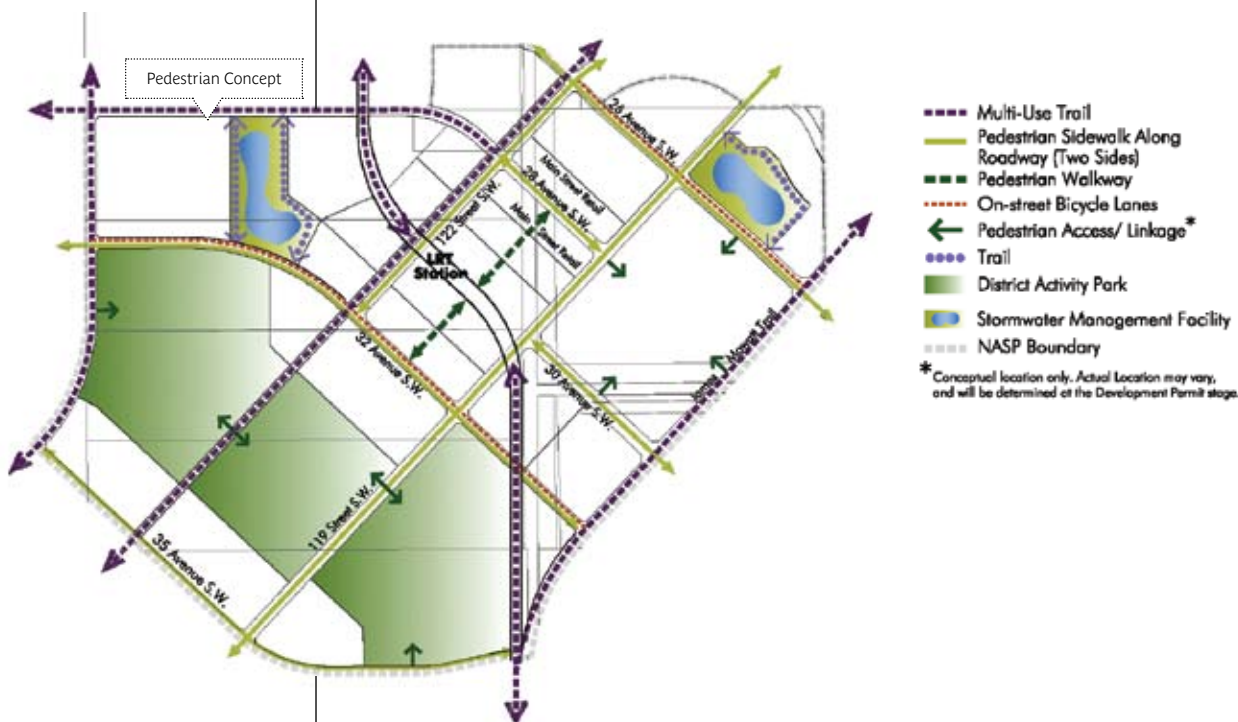 Pedestrian Concept
26 Avenue S.W.
Main Street Retail
28 Avenue S.W.
Main Street Retail
122 Street S.W.
LRT
Station
32 Avenue S.W.
30 Avenue S.W.
119 Street S.W.
35 Avenue S.W.
Multi-Use Trail
Pedestrian Sidewalk Along
Roadway (Two Sides)
Pedestrian Walkway
On-street Bicycle Lanes
Pedestrian Access/ Linkage*
Trail
District Activity Park
Stormwater Management Facility
NASP Boundary
*Conceptual location only. Actual Location may vary,
and will be determined at the Development Permit stage.
Trail